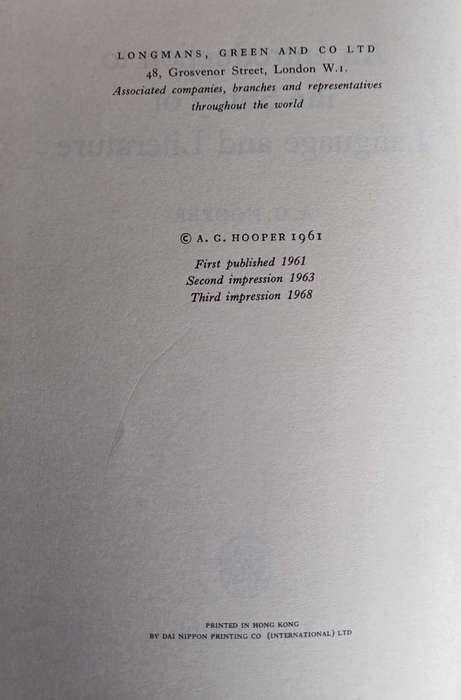 LONGMANS, GREEN AND CO LTD
48, Grosvenor Street, London W.1.
Associated companies, branches and representatives
throughout the world
© A. G. HOOPER 1961
First published 1961
Second impression 1963
Third impression 1968
PRINTED IN HONG KONG
BY DAI NIPPON PRINTING CO (INTERNATIONAL) LTD